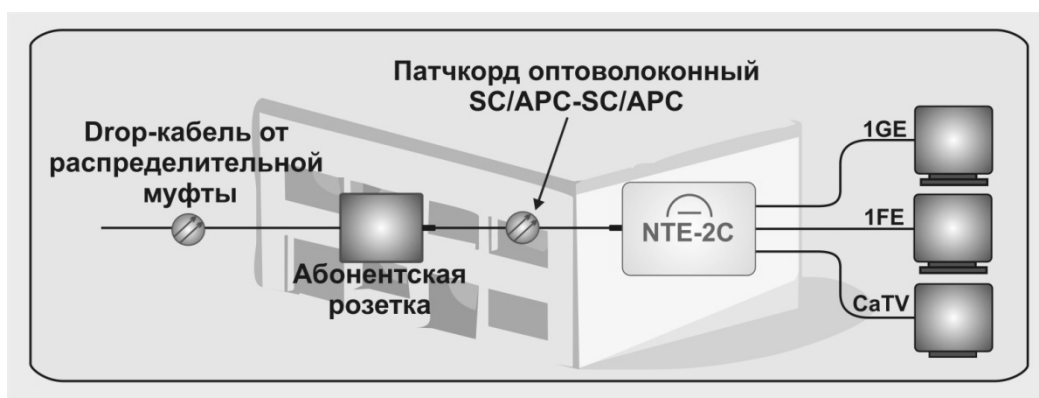 Патчкорд оптоволоконный
SC/APC-SC/APC
Drop-кабель от
распределительной
муфты
1GE
1FE
NTE-2C
Абонентская
розетка
CaTV